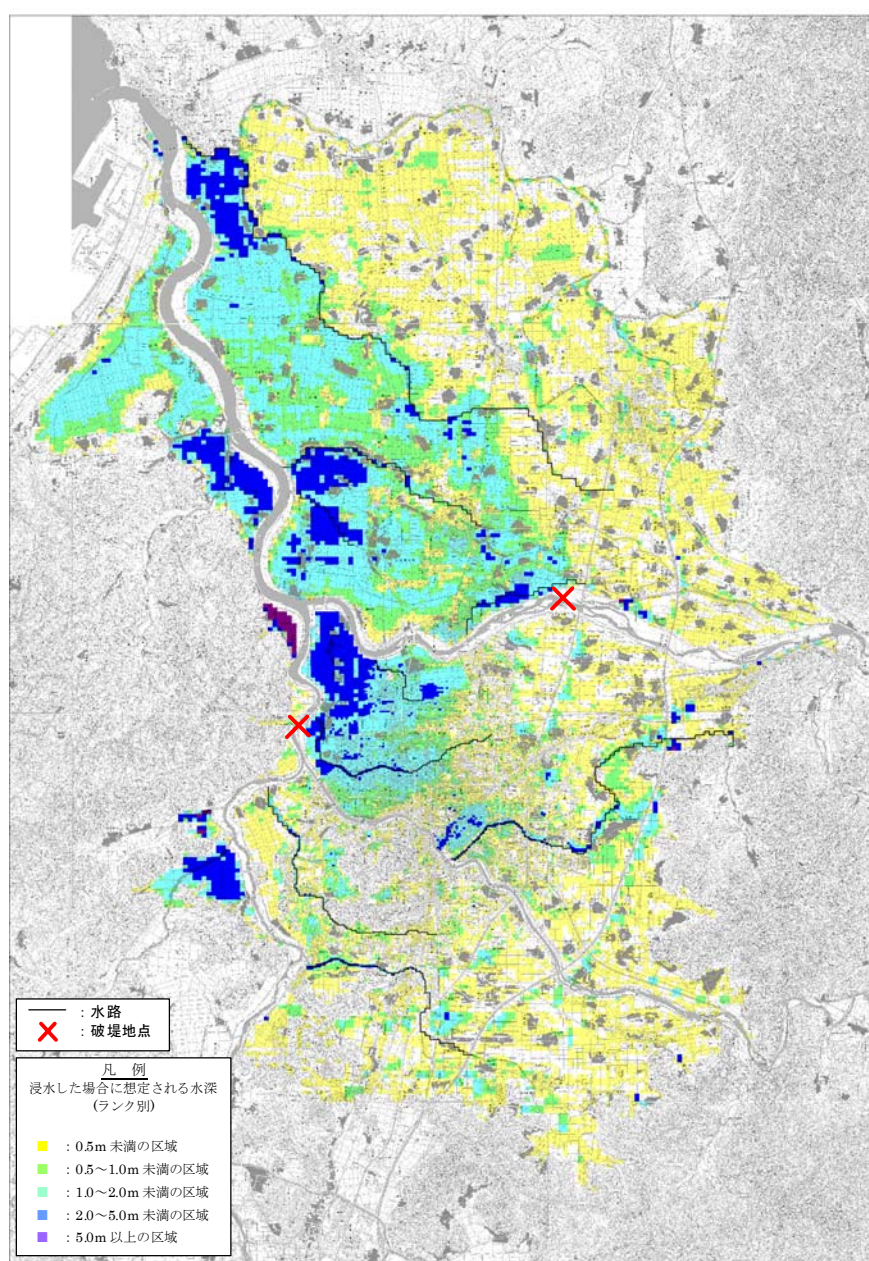 : 水路
: 破堤地点
凡 例
浸水した場合に想定される水深
(ランク別)
: 0.5m 未満の区域
: 0.5～1.0m 未満の区域
: 1.0～2.0m 未満の区域
: 2.0～5.0m 未満の区域
: 5.0m 以上の区域